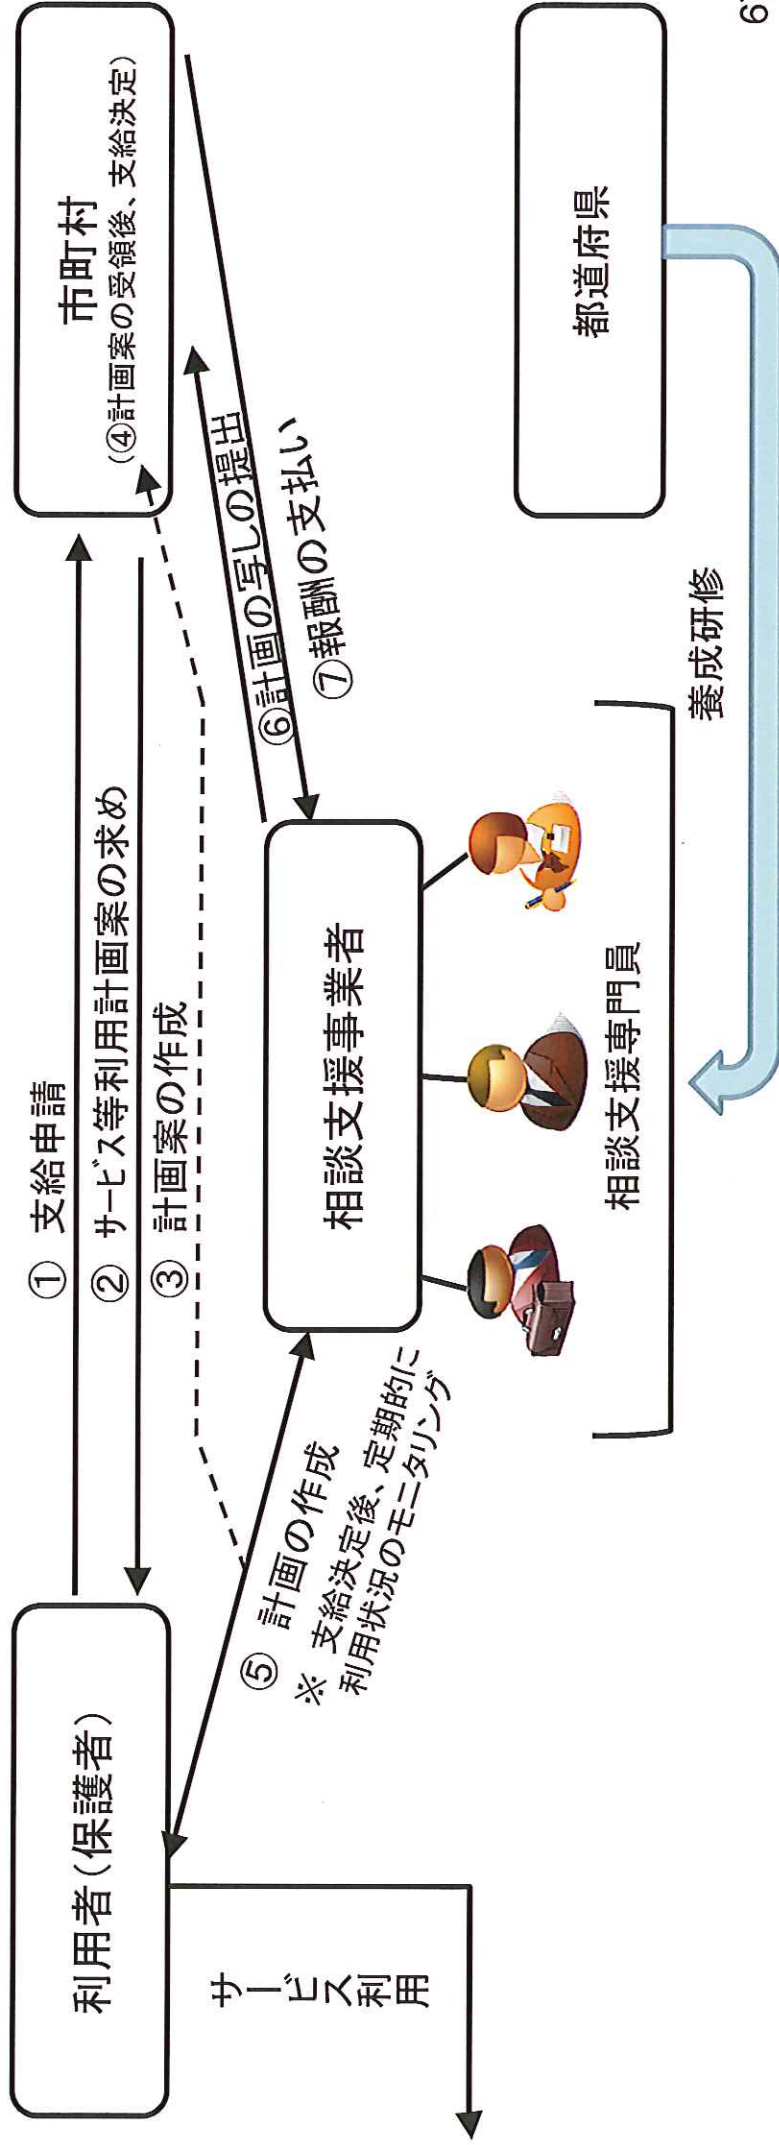 利用者(保護者)
市町村
(④計画案の受領後、支給決定)
① 支給申請
② サービス等利用計画案の求め
③ 計画案の作成
⑥計画の写しの提出
⑦報酬の支払い
⑤ 計画の作成
※ 支給決定後、定期的に
利用状況のモニタリング
相談支援事業者
サービス利用
相談支援専門員
養成研修
都道府県